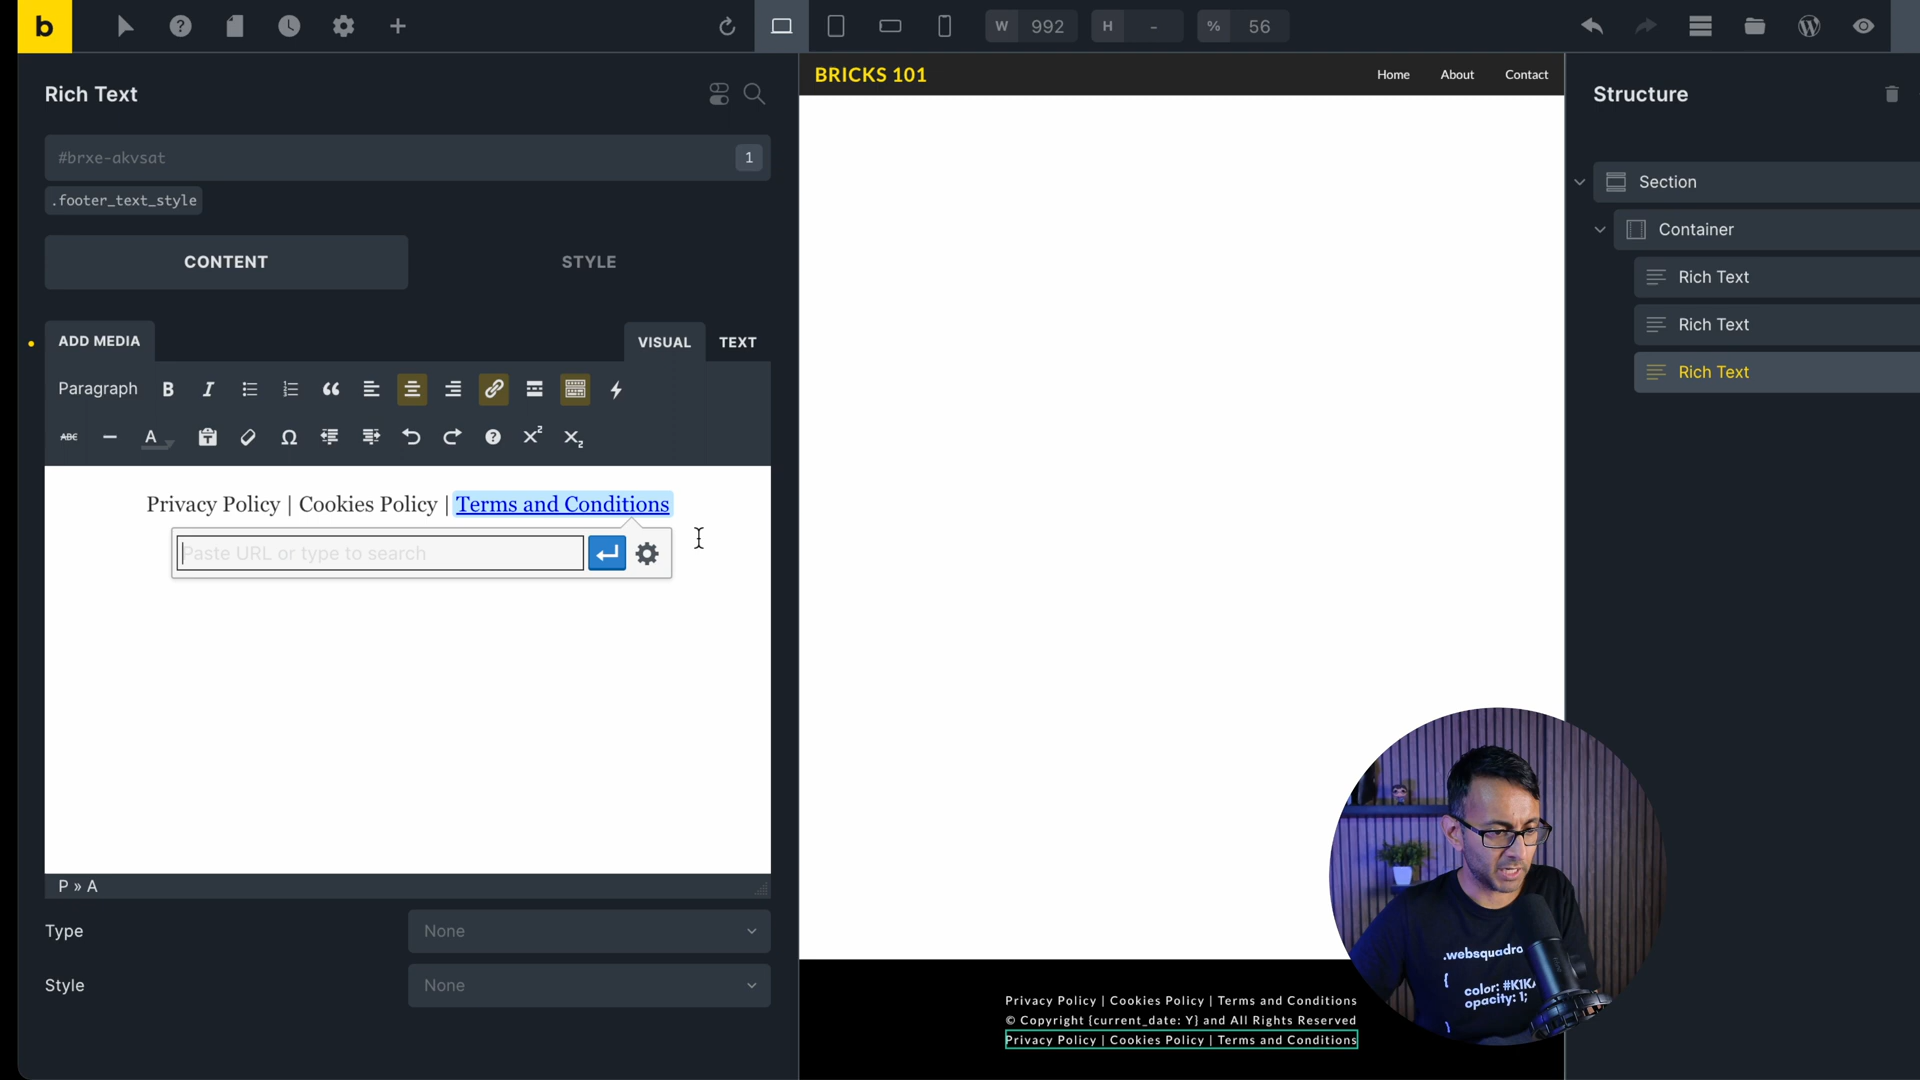 b
W 992 H - % 56
Rich Text
#brxe-akvsat 1
.footer_text_style
CONTENT STYLE
ADD MEDIA VISUAL TEXT
Paragraph B I
ABC A Ω X² X₂
Privacy Policy | Cookies Policy | Terms and Conditions
Paste URL or type to search
P » A
Type None
Style None
BRICKS 101 Home About Contact
Privacy Policy | Cookies Policy | Terms and Conditions
© Copyright {current_date: Y} and All Rights Reserved
Privacy Policy | Cookies Policy | Terms and Conditions
Structure
Section
Container
Rich Text
Rich Text
Rich Text
{
opacity: 1;
}